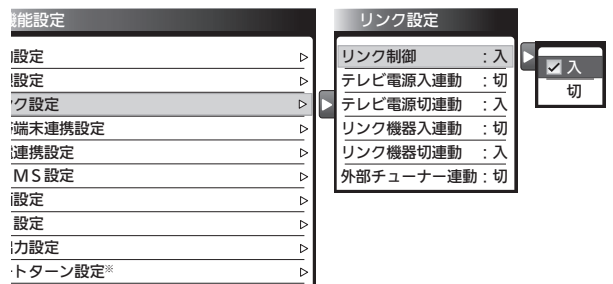 能設定
設定
設定
ク設定
端末連携設定
連携設定
MS設定
設定
設定
力設定
トターン設定※
リンク設定
リンク制御 :入
テレビ電源入連動 :切
テレビ電源切連動 :入
リンク機器入連動 :切
リンク機器切連動 :入
外部チューナー連動:切
入
切